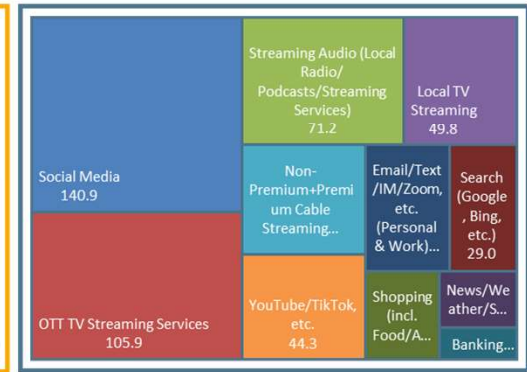 Social Media
140.9
OTT TV Streaming Services
105.9
Streaming Audio (Local
Radio/
Podcasts/Streaming
Services)
71.2
Local TV
Streaming
49.8
Non-
Premium+Premi
um Cable
Streaming...
YouTube/TikTok,
etc.
44.3
Email/Text
/IM/Zoom,
etc.
(Personal
& Work)...
Search
(Google
, Bing,
etc.)
29.0
Shopping
(incl.
Food/A...
News/We
ather/S...
Banking...